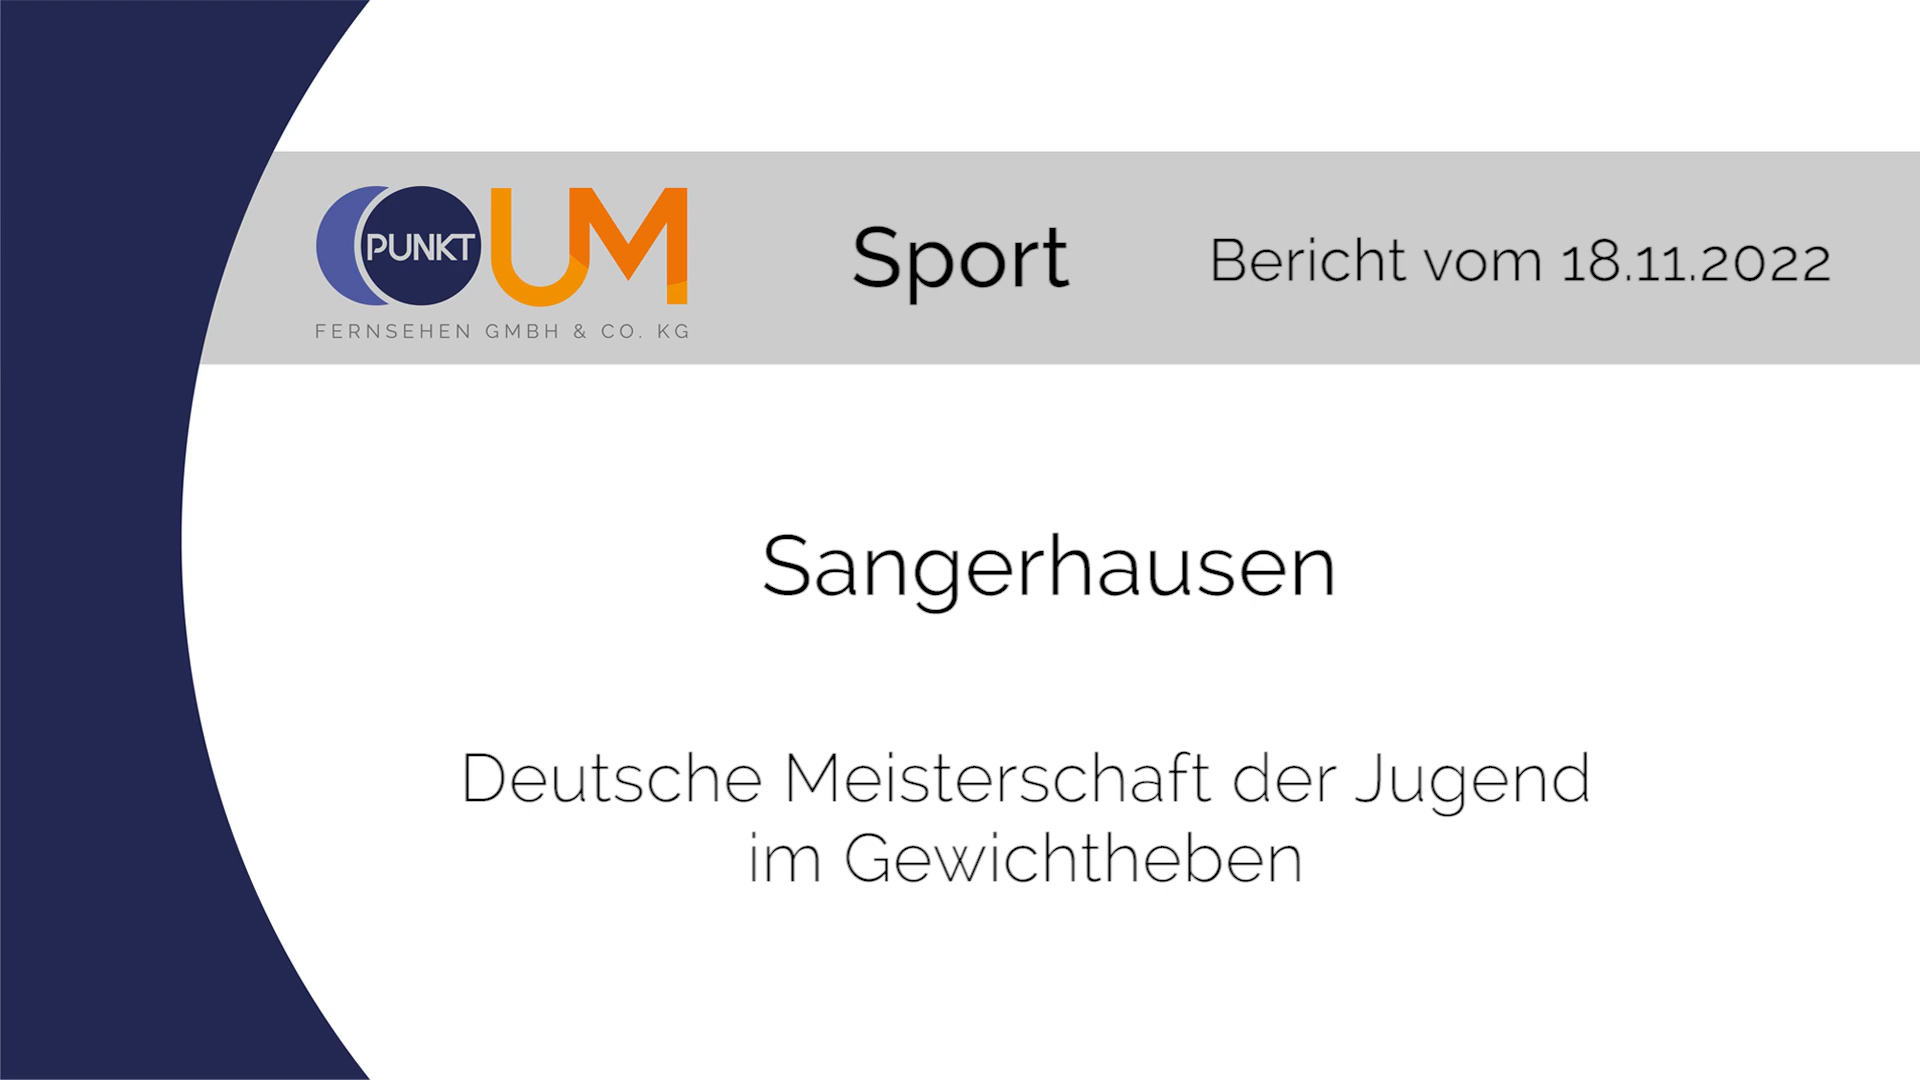 PUNKT UM
FERNSEHEN GMBH & CO. KG
Sport
Bericht vom 18.11.2022
Sangerhausen
Deutsche Meisterschaft der Jugend
im Gewichtheben